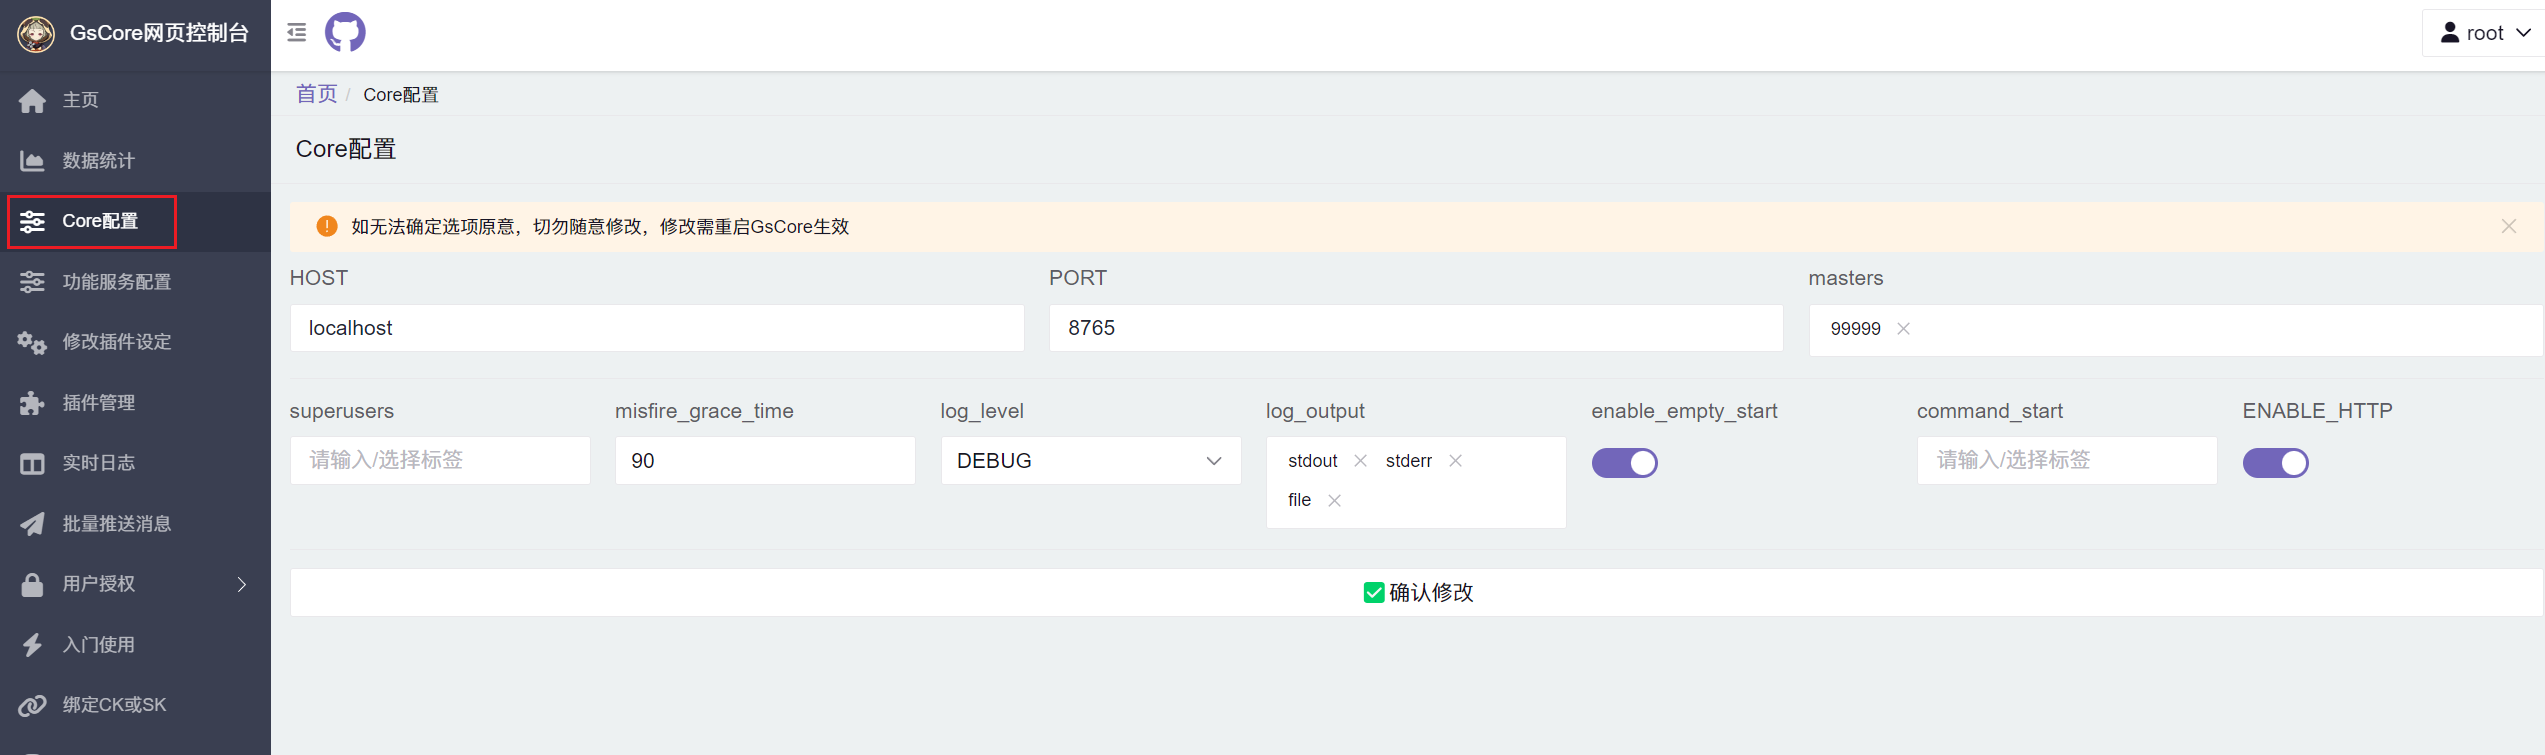 GsCore网页控制台
root
主页
数据统计
Core配置
功能服务配置
修改插件设定
插件管理
实时日志
批量推送消息
用户授权
入门使用
绑定CK或SK
首页 / Core配置
Core配置
如无法确定选项原意，切勿随意修改，修改需重启GsCore生效
HOST PORT masters
localhost 8765 99999
superusers misfire_grace_time log_level log_output enable_empty_start command_start ENABLE_HTTP
请输入/选择标签 90 DEBUG stdout stderr 请输入/选择标签
file
确认修改